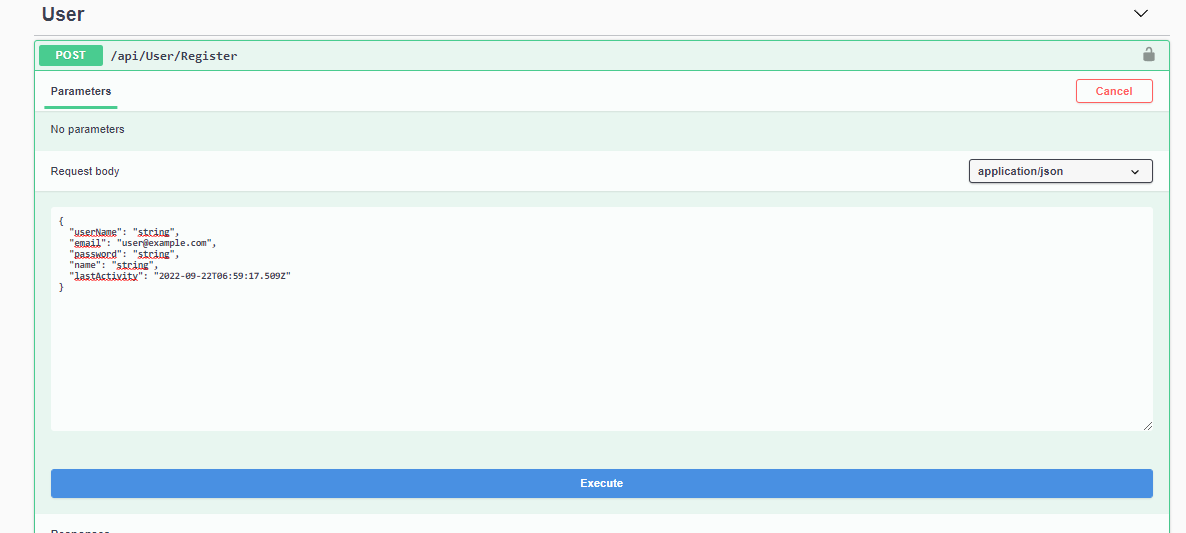 User
POST /api/User/Register
Parameters
Cancel
No parameters
Request body
application/json
{
  "userName": "string",
  "email": "user@example.com",
  "password": "string",
  "name": "string",
  "lastActivity": "2022-09-22T06:59:17.509Z"
}
Execute
Responses